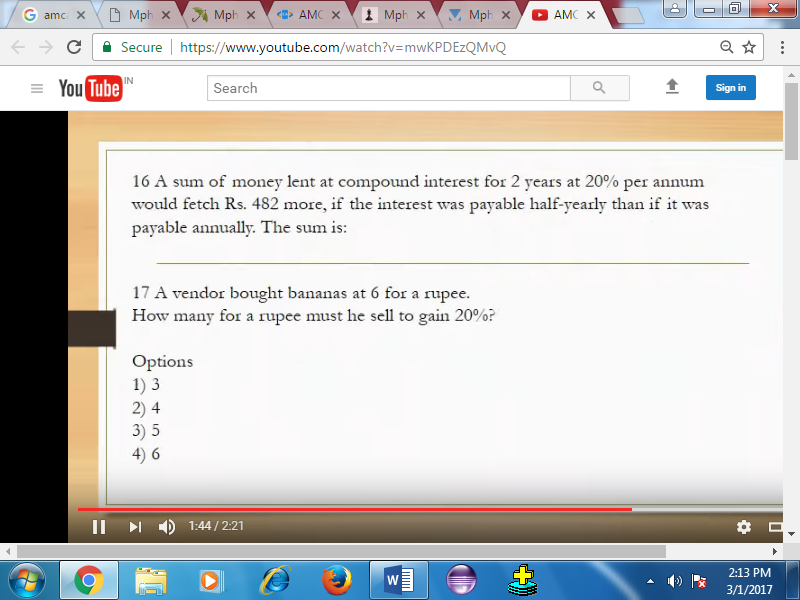 amc
Mph
Mph
AMC
Mph
Mph
AMC
Secure
https://www.youtube.com/watch?v=mwKPDEzQMvQ
YouTube IN
Search
Sign in
16 A sum of money lent at compound interest for 2 years at 20% per annum
would fetch Rs. 482 more, if the interest was payable half-yearly than if it was
payable annually. The sum is:
17 A vendor bought bananas at 6 for a rupee.
How many for a rupee must he sell to gain 20%?
Options
1) 3
2) 4
3) 5
4) 6
1:44 / 2:21
2:13 PM
3/1/2017